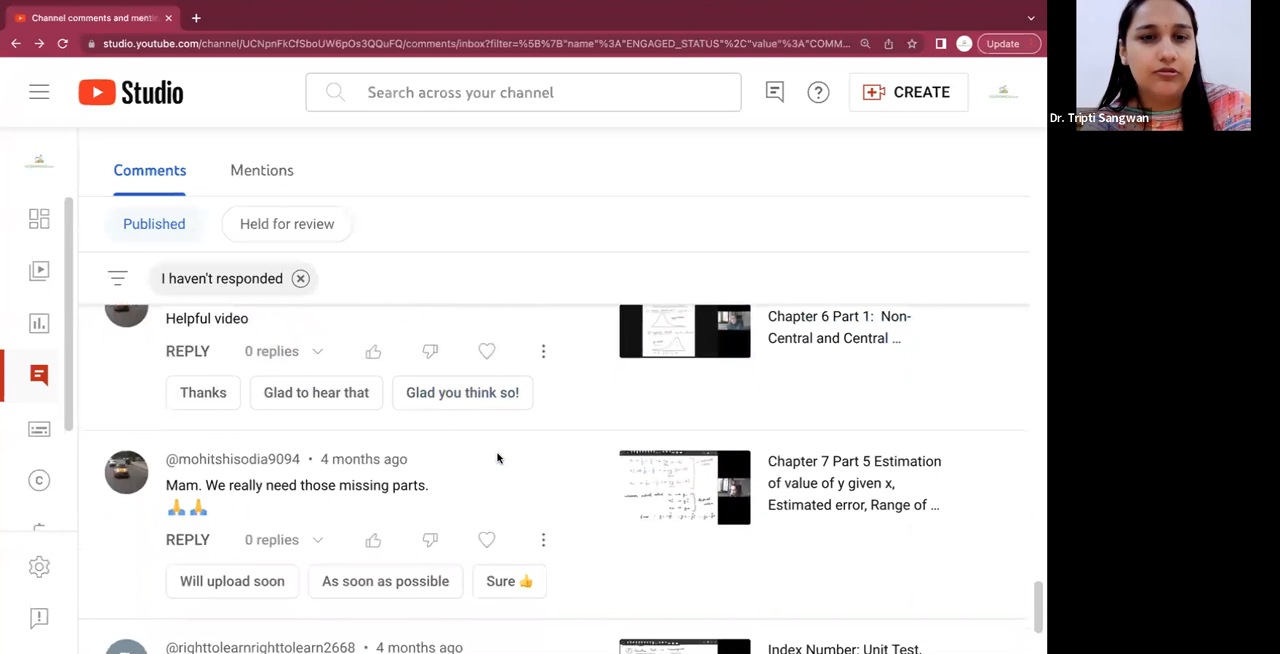 Channel comments and menti
studio.youtube.com/channel/UCNpnFkCfSboUW6pOs3QQuFQ/comments/inbox?filter=%5B%7B"name"%3A"ENGAGED_STATUS"%2C"value"%3A"COMM...
Update
Studio
Search across your channel
CREATE
Dr. Tripti Sangwan
Comments
Mentions
Published
Held for review
I haven't responded
Helpful video
Chapter 6 Part 1: Non-
Central and Central ...
REPLY
0 replies
Thanks
Glad to hear that
Glad you think so!
@mohitshisodia9094 • 4 months ago
Mam. We really need those missing parts.
🙏🙏
Chapter 7 Part 5 Estimation
of value of y given x,
Estimated error, Range of ...
REPLY
0 replies
Will upload soon
As soon as possible
Sure 👍
@righttolearnrighttolearn2668 • 4 months ago
Index Number: Unit Test,